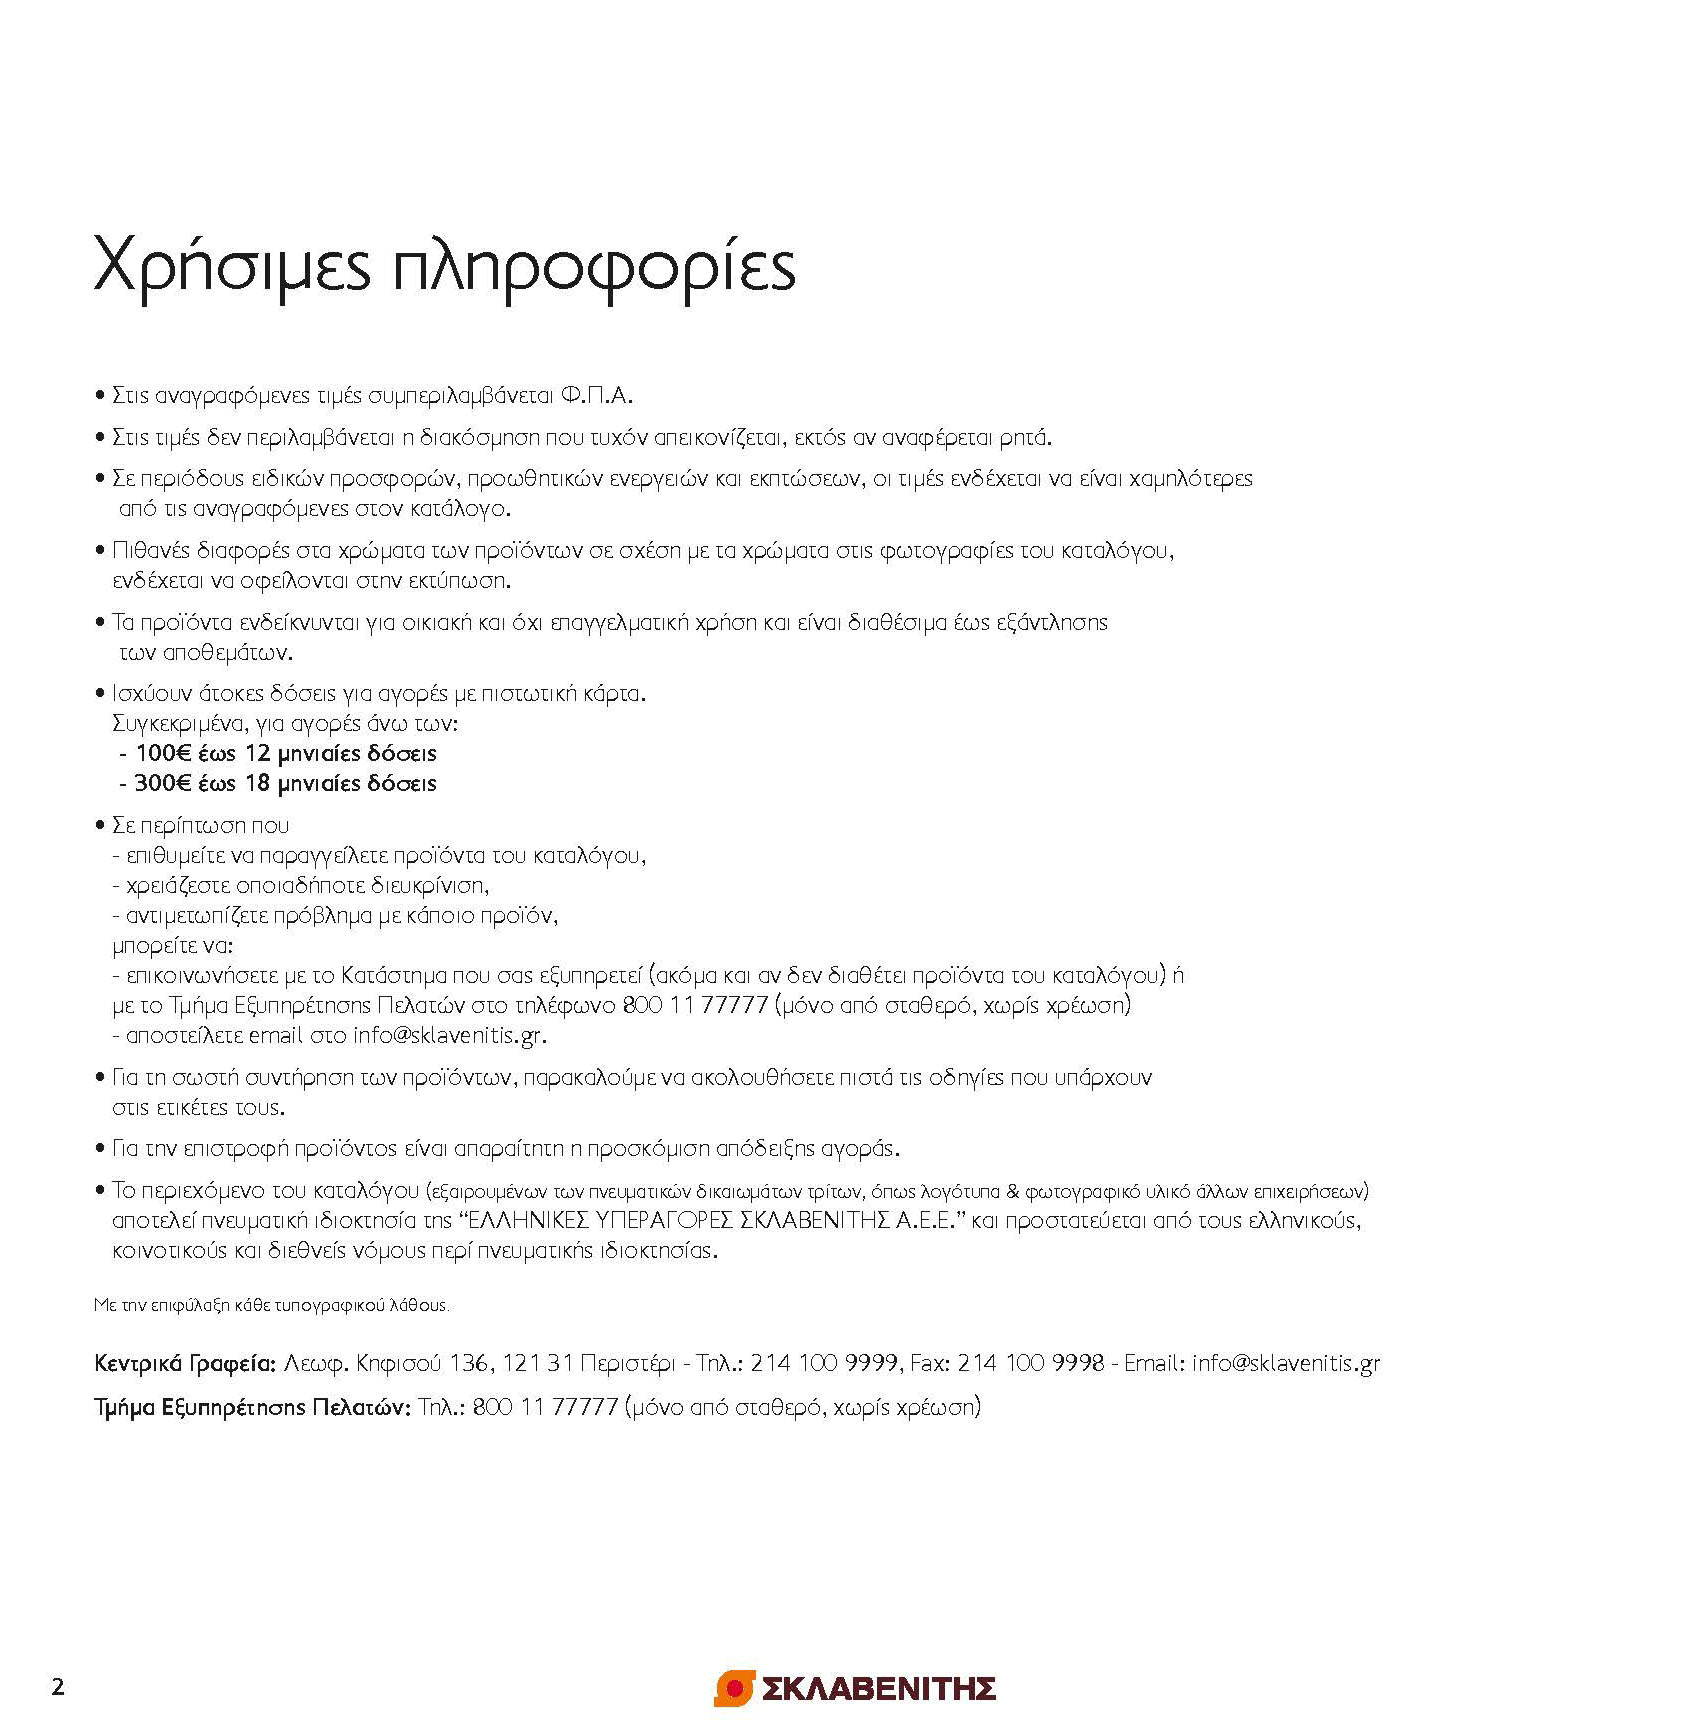 Χρήσιμες πληροφορίες
• Στις αναγραφόμενες τιμές συμπεριλαμβάνεται Φ.Π.Α.
• Στις τιμές δεν περιλαμβάνεται η διακόσμηση που τυχόν απεικονίζεται, εκτός αν αναφέρεται ρητά.
• Σε περιόδους ειδικών προσφορών, προωθητικών ενεργειών και εκπτώσεων, οι τιμές ενδέχεται να είναι χαμηλότερες
από τις αναγραφόμενες στον κατάλογο.
• Πιθανές διαφορές στα χρώματα των προϊόντων σε σχέση με τα χρώματα στις φωτογραφίες του καταλόγου,
ενδέχεται να οφείλονται στην εκτύπωση.
• Τα προϊόντα ενδείκνυνται για οικιακή και όχι επαγγελματική χρήση και είναι διαθέσιμα έως εξάντλησης
των αποθεμάτων.
• Ισχύουν άτοκες δόσεις για αγορές με πιστωτική κάρτα.
Συγκεκριμένα, για αγορές άνω των:
- 100€ έως 12 μηνιαίες δόσεις
- 300€ έως 18 μηνιαίες δόσεις
• Σε περίπτωση που
- επιθυμείτε να παραγγείλετε προϊόντα του καταλόγου,
- χρειάζεστε οποιαδήποτε διευκρίνιση,
- αντιμετωπίζετε πρόβλημα με κάποιο προϊόν,
μπορείτε να:
- επικοινωνήσετε με το Κατάστημα που σας εξυπηρετεί (ακόμα και αν δεν διαθέτει προϊόντα του καταλόγου) ή
με το Τμήμα Εξυπηρέτησης Πελατών στο τηλέφωνο 800 11 77777 (μόνο από σταθερό, χωρίς χρέωση)
- αποστείλετε email στο info@sklavenitis.gr.
• Για τη σωστή συντήρηση των προϊόντων, παρακαλούμε να ακολουθήσετε πιστά τις οδηγίες που υπάρχουν
στις ετικέτες τους.
• Για την επιστροφή προϊόντος είναι απαραίτητη η προσκόμιση απόδειξης αγοράς.
• Το περιεχόμενο του καταλόγου (εξαιρουμένων των πνευματικών δικαιωμάτων τρίτων, όπως λογότυπα & φωτογραφικό υλικό άλλων επιχειρήσεων)
αποτελεί πνευματική ιδιοκτησία της “ΕΛΛΗΝΙΚΕΣ ΥΠΕΡΑΓΟΡΕΣ ΣΚΛΑΒΕΝΙΤΗΣ Α.Ε.Ε.” και προστατεύεται από τους ελληνικούς,
κοινοτικούς και διεθνείς νόμους περί πνευματικής ιδιοκτησίας.
Με την επιφύλαξη κάθε τυπογραφικού λάθους.
Κεντρικά Γραφεία: Λεωφ. Κηφισού 136, 121 31 Περιστέρι - Τηλ.: 214 100 9999, Fax: 214 100 9998 - Email: info@sklavenitis.gr
Τμήμα Εξυπηρέτησης Πελατών: Τηλ.: 800 11 77777 (μόνο από σταθερό, χωρίς χρέωση)
2
ΣΚΛΑΒΕΝΙΤΗΣ